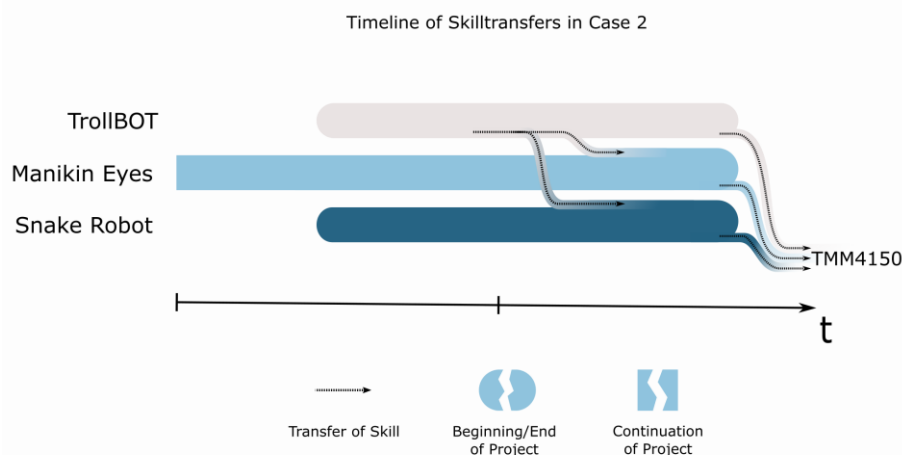 Timeline of Skilltransfers in Case 2
TrollBOT
Manikin Eyes
Snake Robot
TMM4150
t
Transfer of Skill
Beginning/End
of Project
Continuation
of Project